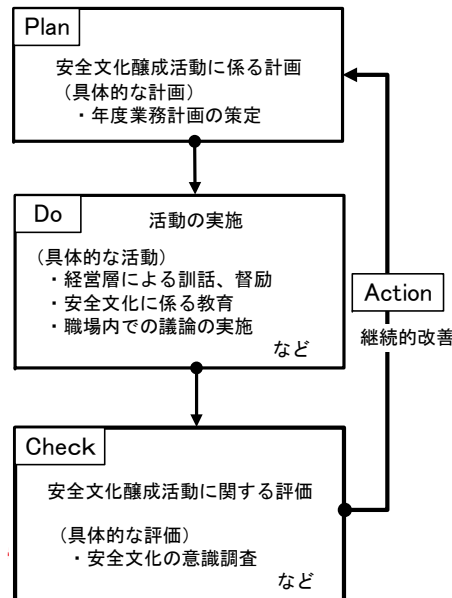 Plan
安全文化醸成活動に係る計画
（具体的な計画）
・年度業務計画の策定
Do
活動の実施
（具体的な活動）
・経営層による訓話、督励
・安全文化に係る教育
・職場内での議論の実施
など
Action
継続的改善
Check
安全文化醸成活動に関する評価
（具体的な評価）
・安全文化の意識調査
など